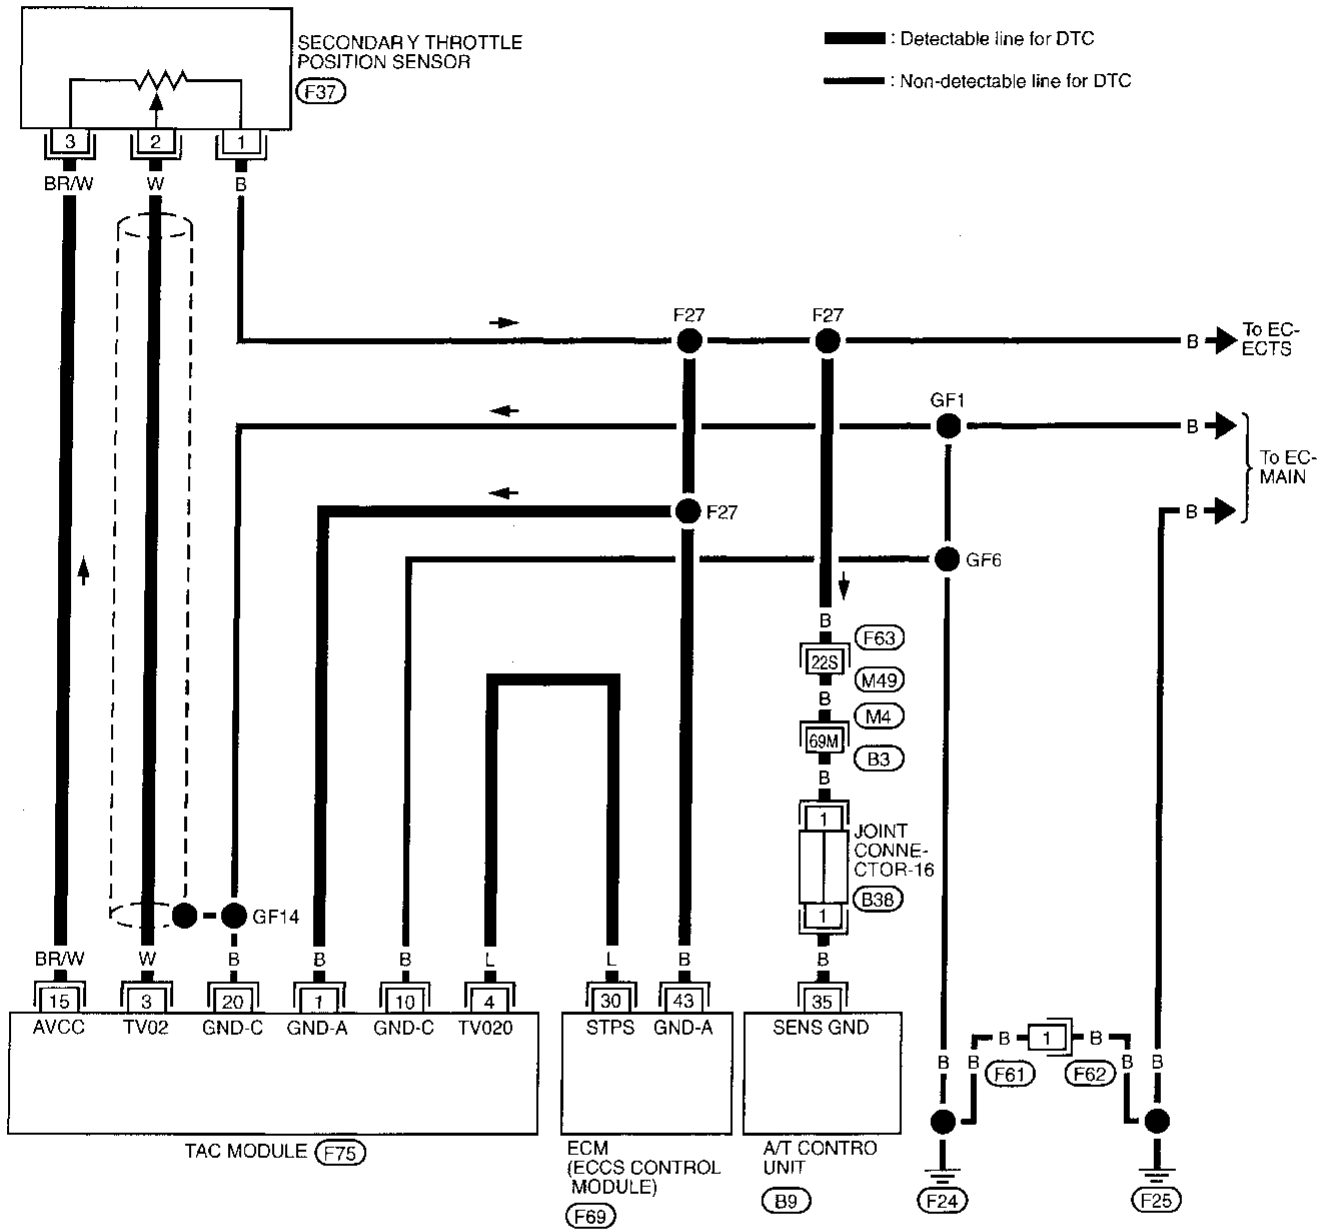 SECONDARY THROTTLE
POSITION SENSOR
F37
: Detectable line for DTC
: Non-detectable line for DTC
3 2 1
BR/W W B
F27 F27
B To EC-
ECTS
GF1
B
To EC-
MAIN
F27 B
GF6
B F63
22S
B M49
M4
69M
B3
B
1
JOINT
CONNE-
CTOR-16
B38
1
GF14
BR/W W B B B L L B B
15 3 20 1 10 4 30 43 35
AVCC TV02 GND-C GND-A GND-C TV020 STPS GND-A SENS GND
B 1 B
B B B B
F61 F62
TAC MODULE F75
ECM
(ECCS CONTROL
MODULE)
F69
A/T CONTRO
UNIT
B9
F24 F25